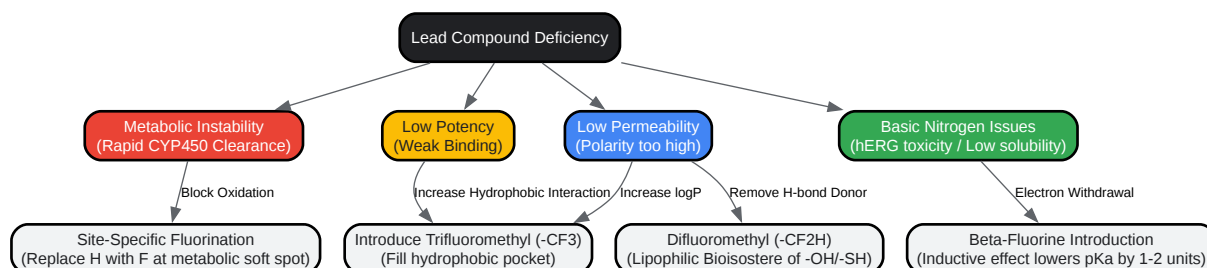 Lead Compound Deficiency
Metabolic Instability
(Rapid CYP450 Clearance)
Low Potency
(Weak Binding)
Low Permeability
(Polarity too high)
Basic Nitrogen Issues
(hERG toxicity / Low solubility)
Block Oxidation
Increase Hydrophobic Interaction
Increase logP
Remove H-bond Donor
Electron Withdrawal
Site-Specific Fluorination
(Replace H with F at metabolic soft spot)
Introduce Trifluoromethyl (-CF3)
(Fill hydrophobic pocket)
Difluoromethyl (-CF2H)
(Lipophilic Bioisostere of -OH/-SH)
Beta-Fluorine Introduction
(Inductive effect lowers pKa by 1-2 units)